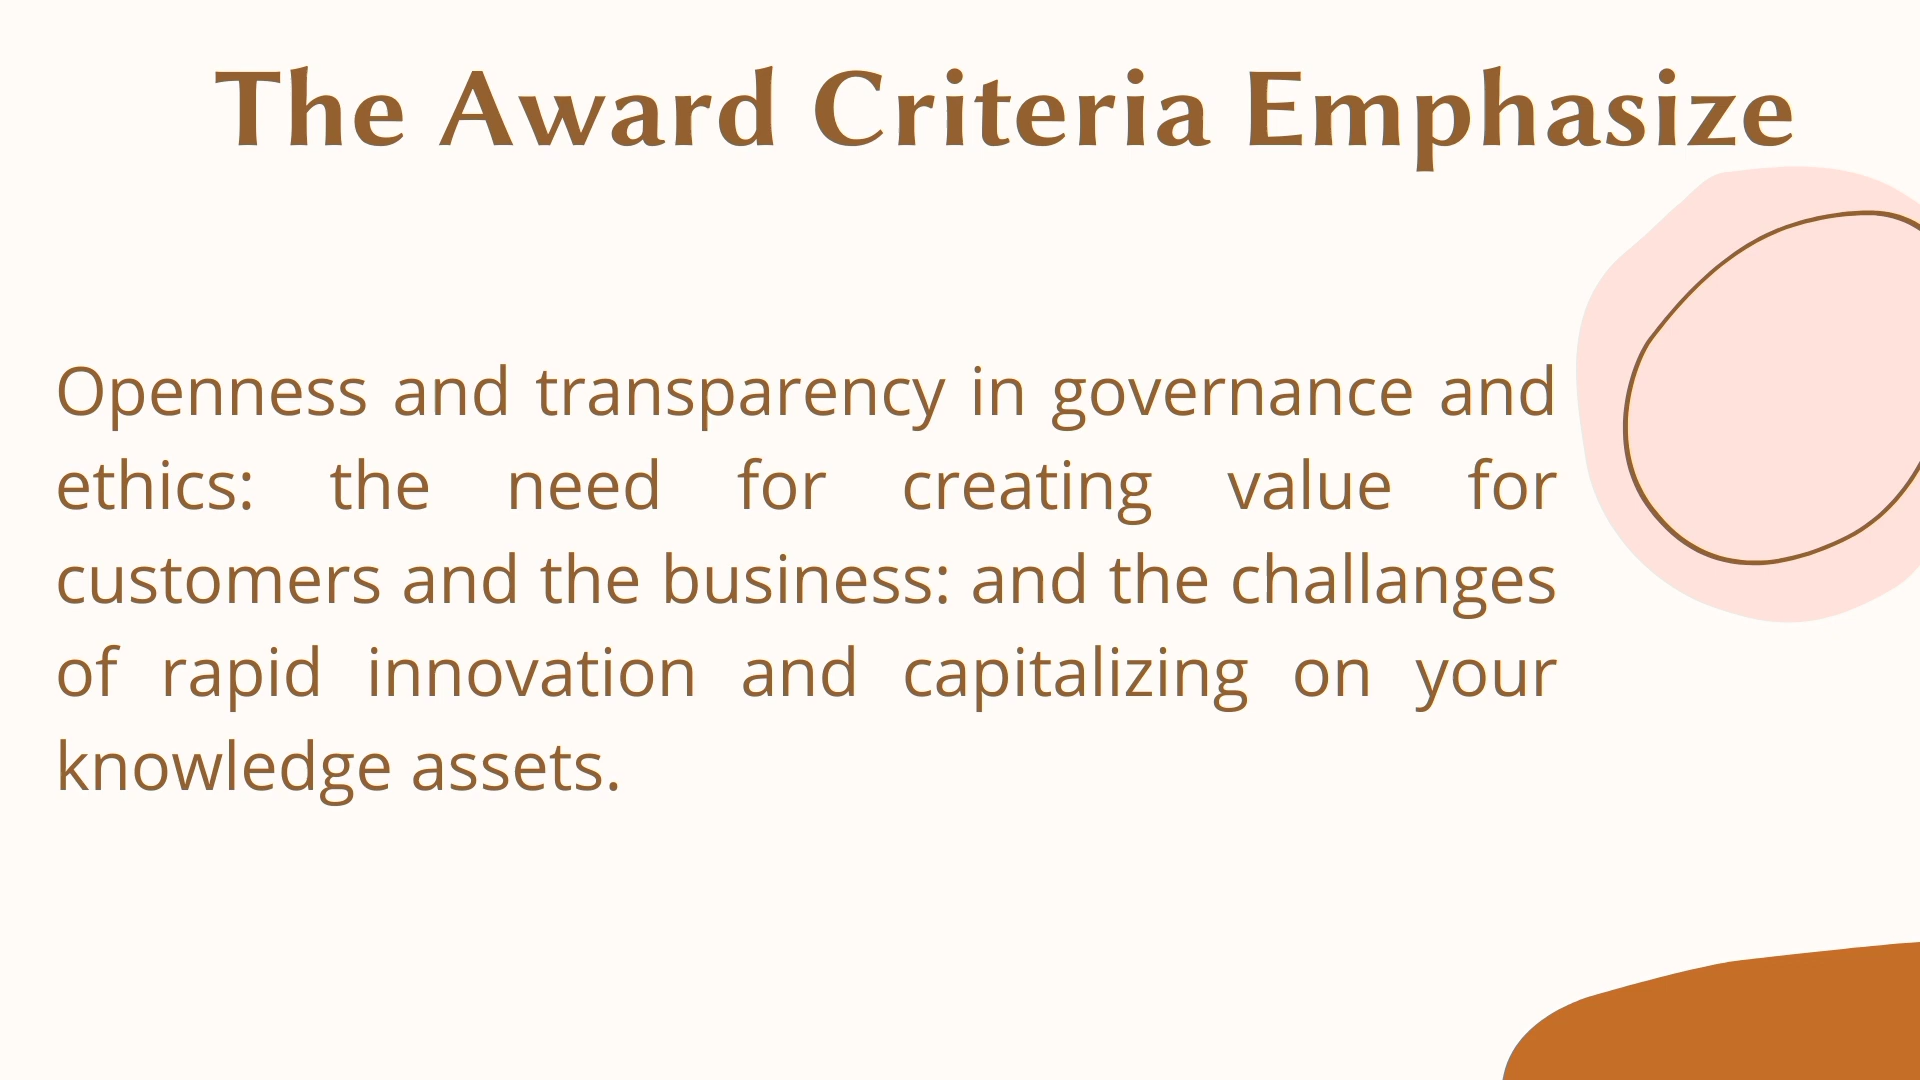 The Award Criteria Emphasize
Openness and transparency in governance and
ethics: the need for creating value for
customers and the business: and the challanges
of rapid innovation and capitalizing on your
knowledge assets.